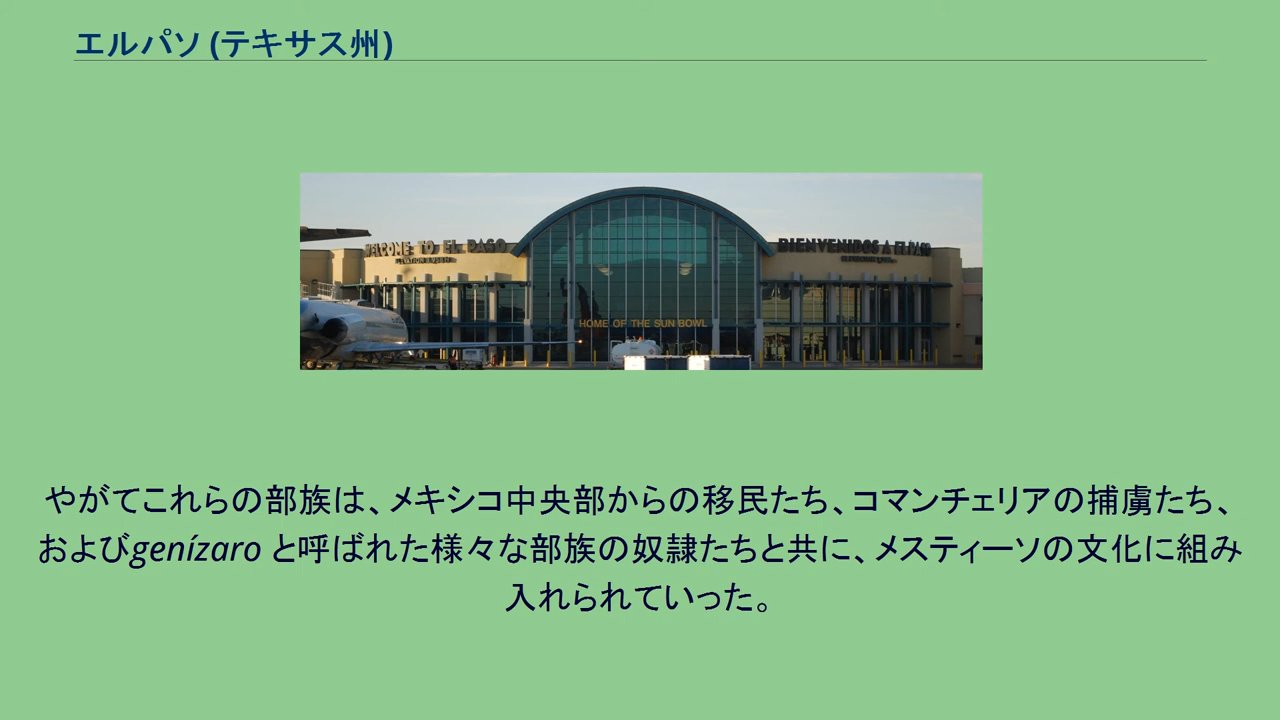 エルパソ (テキサス州)
WELCOME TO EL PASO
BIENVENIDOS A EL PASO
HOME OF THE SUN BOWL
やがてこれらの部族は、メキシコ中央部からの移民たち、コマンチェリアの捕虜たち、
およびgenízaro と呼ばれた様々な部族の奴隷たちと共に、メスティーソの文化に組み
入れられていった。